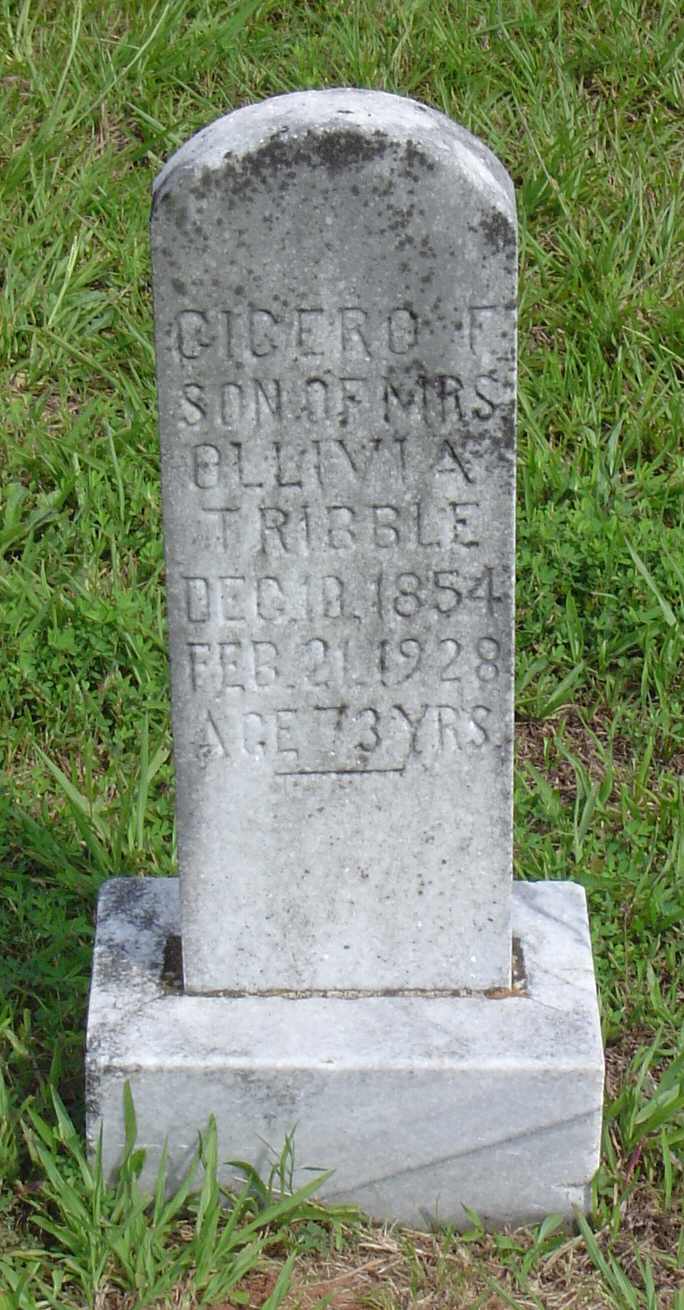 CICERO F
SON OF MRS
OLLIVIA
TRIBBLE
DEC. 10, 1854
FEB. 21, 1928
AGE 73 YRS.